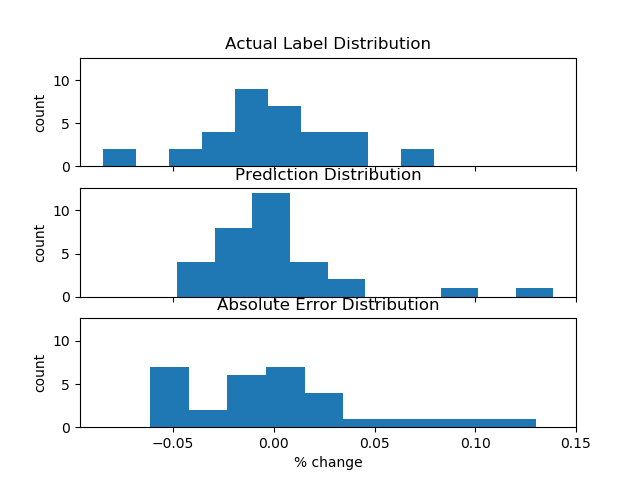 Actual Label Distribution
10
5
0
count
Prediction Distribution
10
5
0
count
Absolute Error Distribution
10
5
0
count
−0.05 0.00 0.05 0.10 0.15
% change